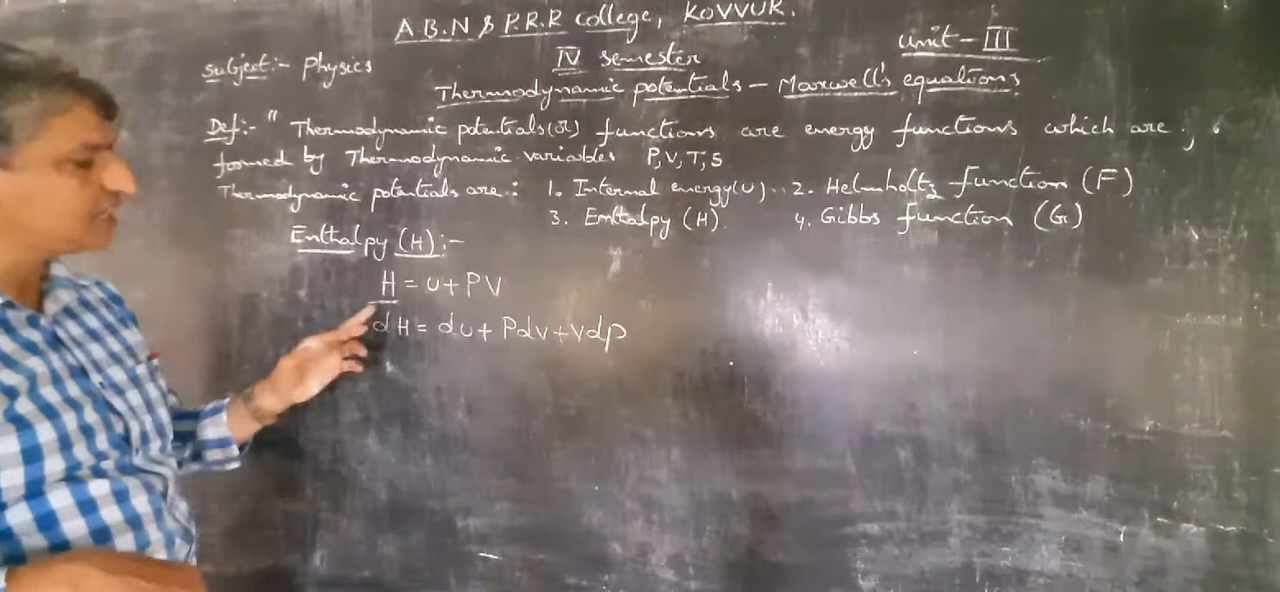 A.B.N & P.R.R college, KOVVUR.
Subject:- Physics
IV semester
unit-III
Thermodynamic potentials - Maxwell's equations
Def:- " Thermodynamic potentials (or) functions are energy functions which are
formed by Thermodynamic variables P, V, T, S
Thermodynamic potentials are: 1. Internal energy (U) 2. Helmholtz function (F)
3. Enthalpy (H) 4. Gibbs function (G)
Enthalpy (H):-
H = U + PV
dH = dU + Pdv + vdp